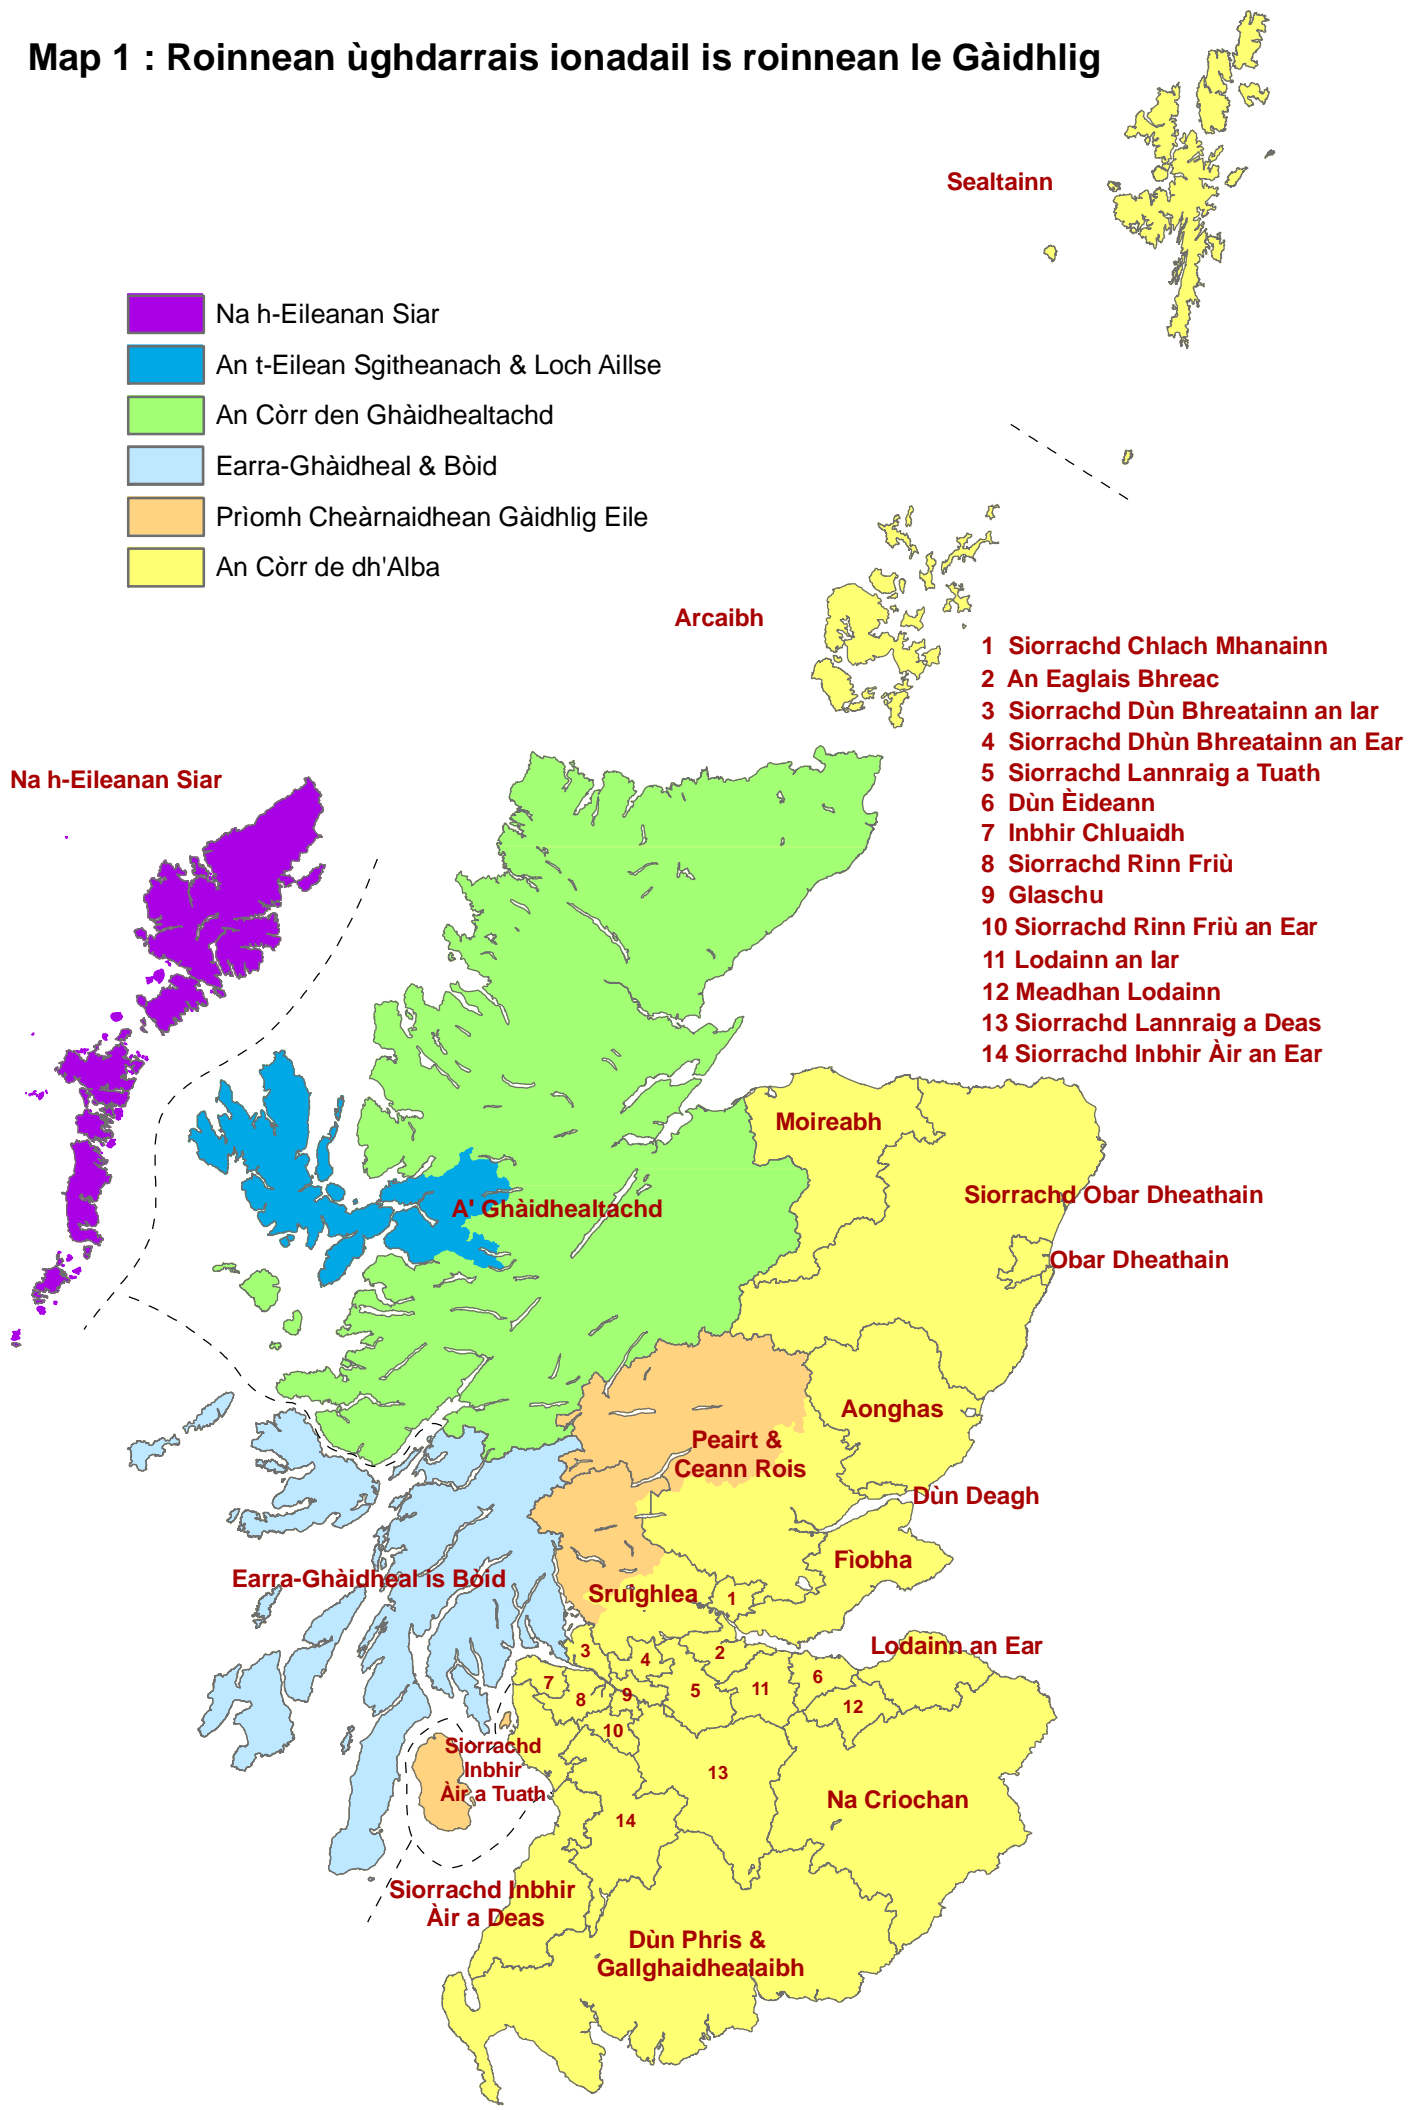 Map 1 : Roinnean ùghdarrais ionadail is roinnean le Gàidhlig
Sealtainn
Na h-Eileanan Siar
An t-Eilean Sgitheanach & Loch Aillse
An Còrr den Ghàidhealtachd
Earra-Ghàidheal & Bòid
Prìomh Cheàrnaidhean Gàidhlig Eile
An Còrr de dh'Alba
Arcaibh
1 Siorrachd Chlach Mhanainn
2 An Eaglais Bhreac
3 Siorrachd Dùn Bhreatainn an Iar
4 Siorrachd Dhùn Bhreatainn an Ear
5 Siorrachd Lannraig a Tuath
6 Dùn Èideann
7 Inbhir Chluaidh
8 Siorrachd Rinn Friù
9 Glaschu
10 Siorrachd Rinn Friù an Ear
11 Lodainn an Iar
12 Meadhan Lodainn
13 Siorrachd Lannraig a Deas
14 Siorrachd Inbhir Àir an Ear
Na h-Eileanan Siar
Moireabh
Siorrachd Obar Dheathain
A' Ghàidhealtachd
Obar Dheathain
Aonghas
Peairt &
Ceann Rois
Dùn Deagh
Fìobha
Earra-Ghàidheal is Bòid
Sruighlea
1
Lodainn an Ear
3
4
2
7
8
9
5
11
6
12
10
Siorrachd
Inbhir
Àir a Tuath
13
Na Criochan
14
Siorrachd Inbhir
Àir a Deas
Dùn Phris &
Gallghaidhealaibh